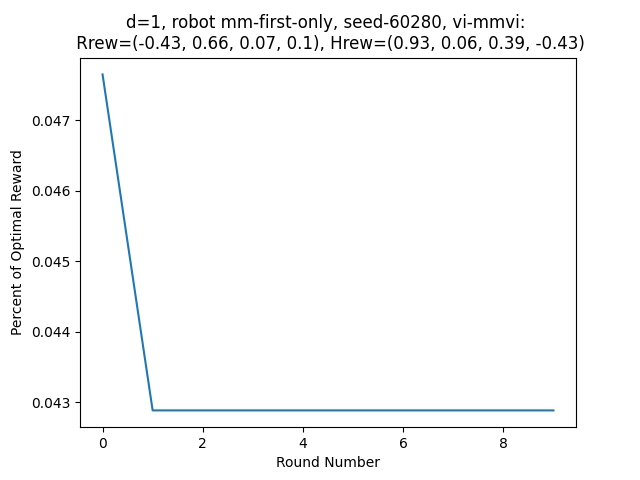 d=1, robot mm-first-only, seed-60280, vi-mmvi:
Rrew=(-0.43, 0.66, 0.07, 0.1), Hrew=(0.93, 0.06, 0.39, -0.43)
Percent of Optimal Reward
0.047
0.046
0.045
0.044
0.043
0 2 4 6 8
Round Number